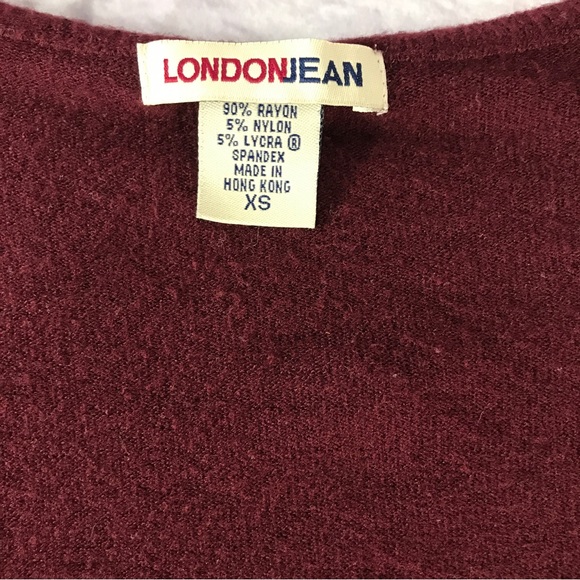 LONDONJEAN
90% RAYON
5% NYLON
5% LYCRA ®
SPANDEX
MADE IN
HONG KONG
XS